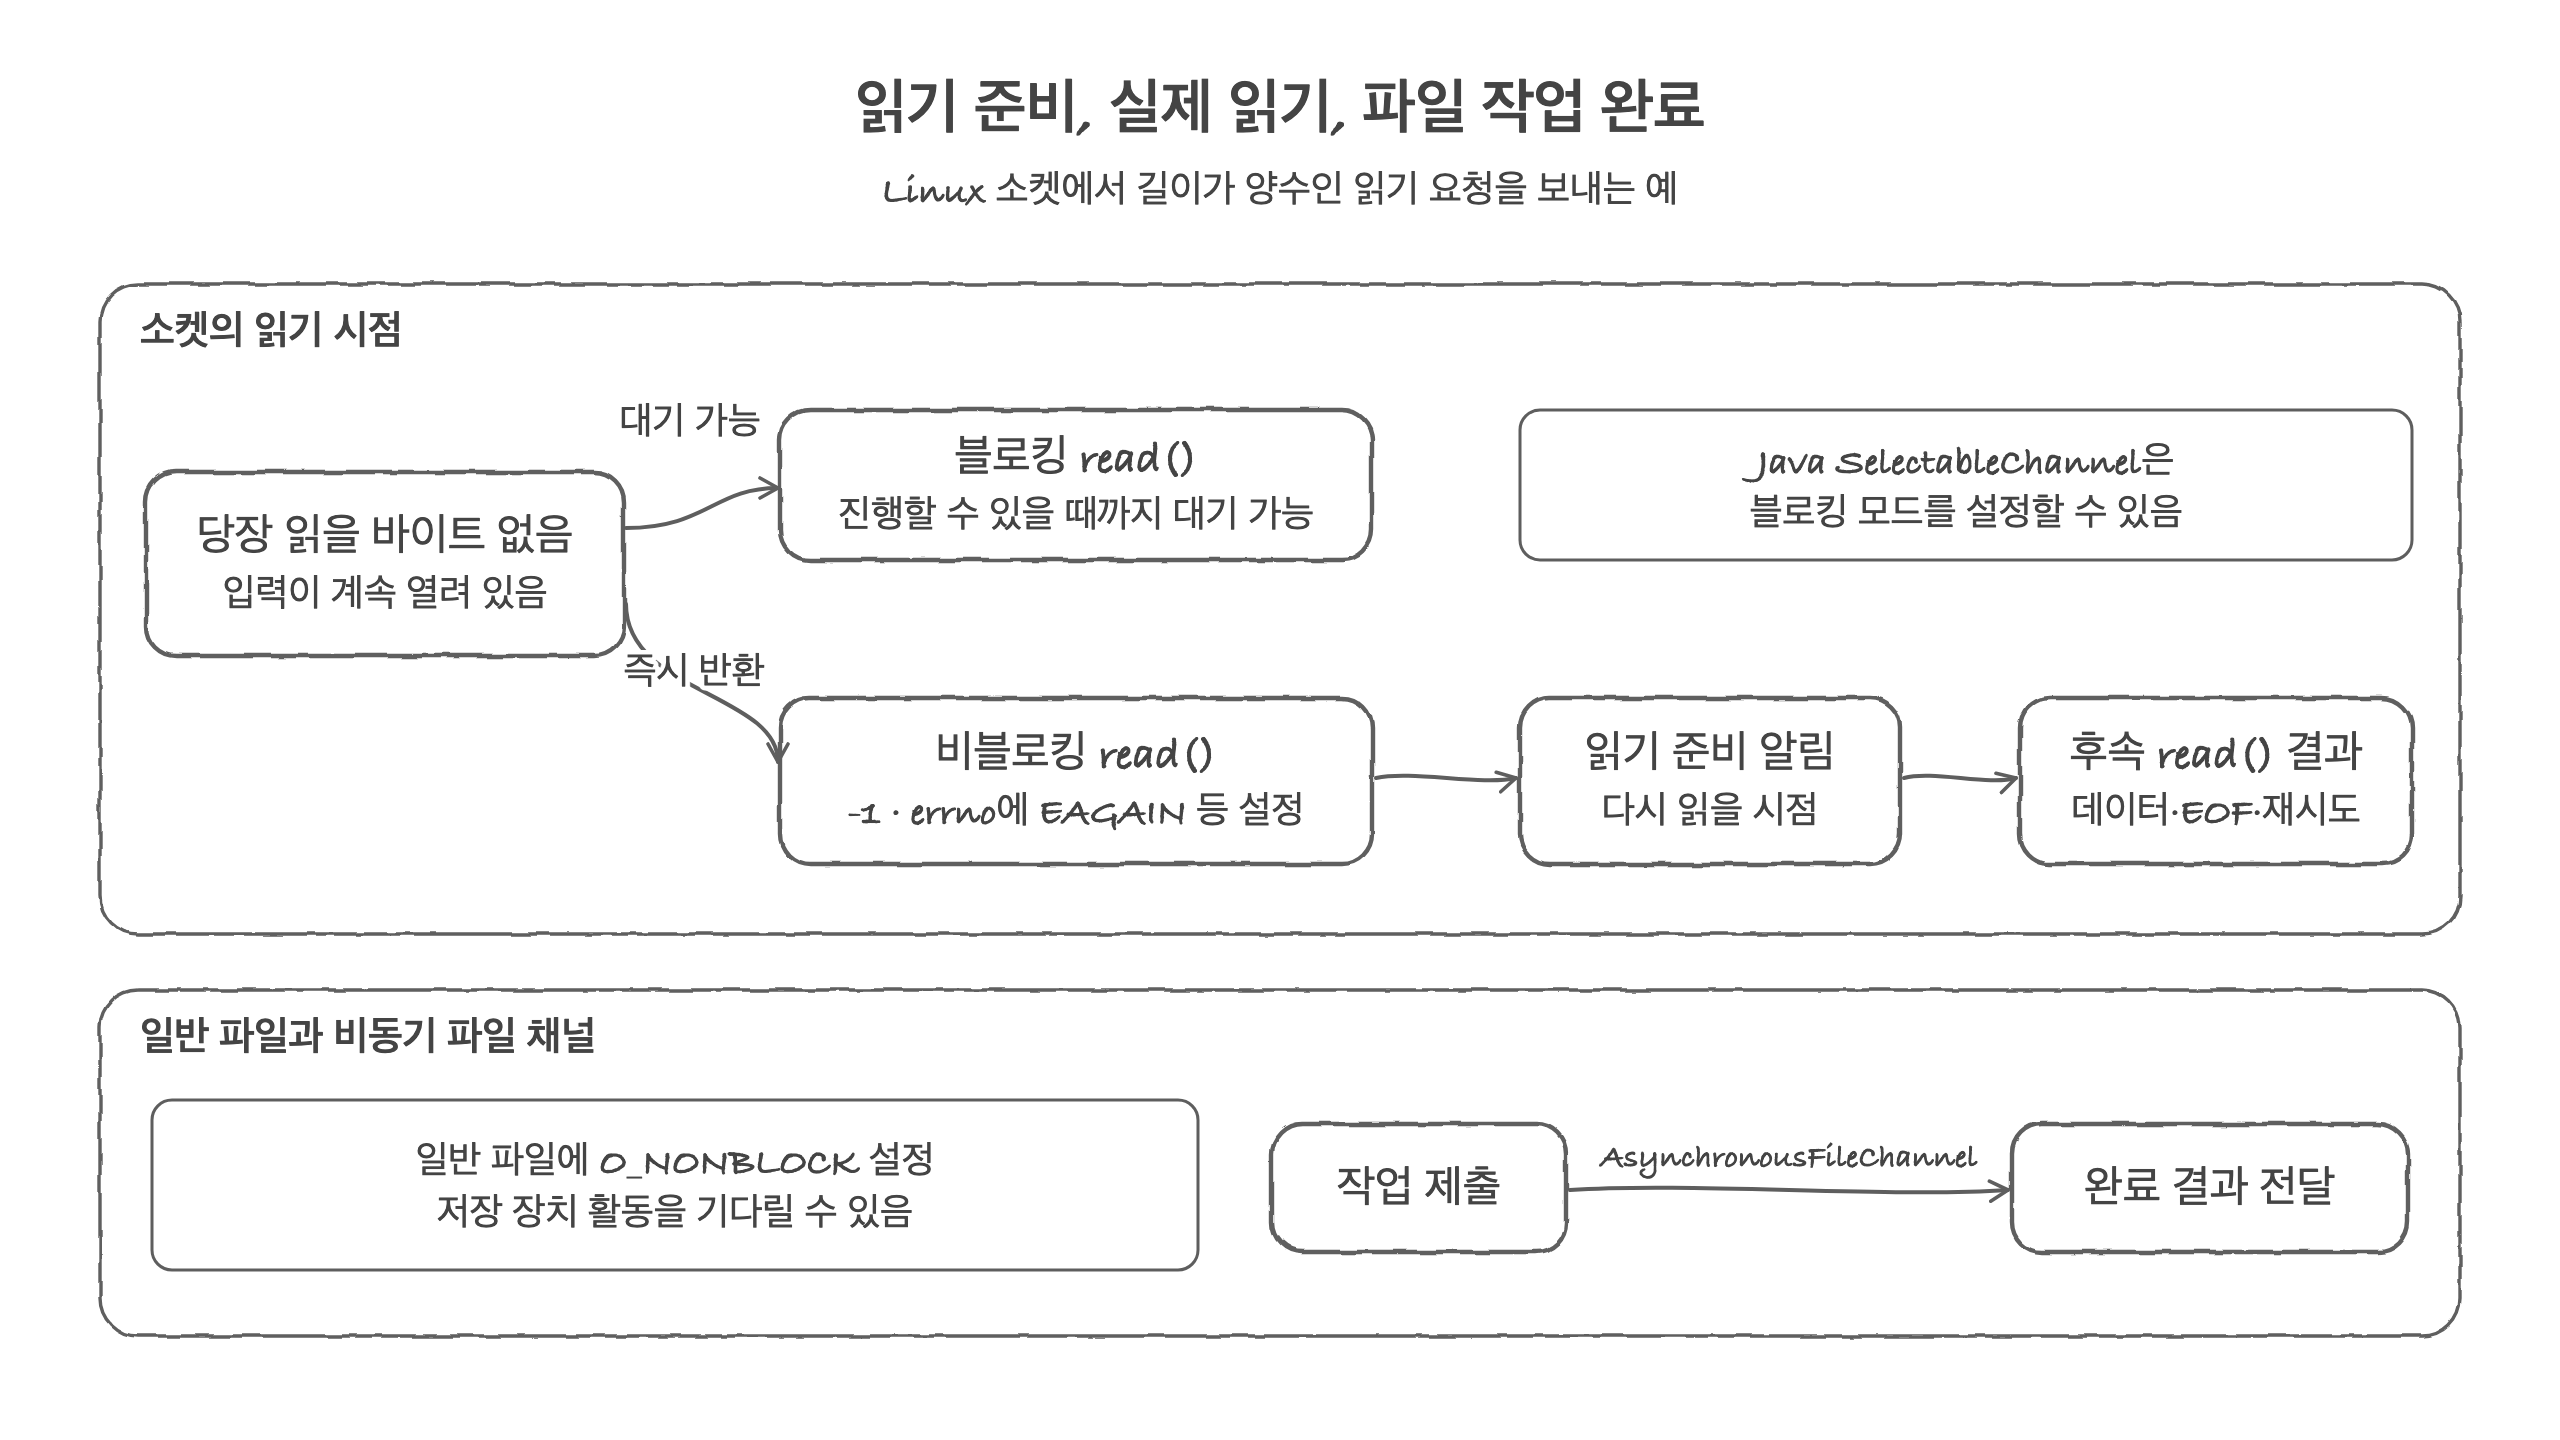 읽기 준비, 실제 읽기, 파일 작업 완료
Linux 소켓에서 길이가 양수인 읽기 요청을 보내는 예
소켓의 읽기 시점
대기 가능
블로킹 read()
진행할 수 있을 때까지 대기 가능
Java SelectableChannel은
블로킹 모드를 설정할 수 있음
당장 읽을 바이트 없음
입력이 계속 열려 있음
즉시 반환
비블로킹 read()
-1 · errno에 EAGAIN 등 설정
읽기 준비 알림
다시 읽을 시점
후속 read() 결과
데이터·EOF·재시도
일반 파일과 비동기 파일 채널
일반 파일에 O_NONBLOCK 설정
저장 장치 활동을 기다릴 수 있음
작업 제출
AsynchronousFileChannel
완료 결과 전달